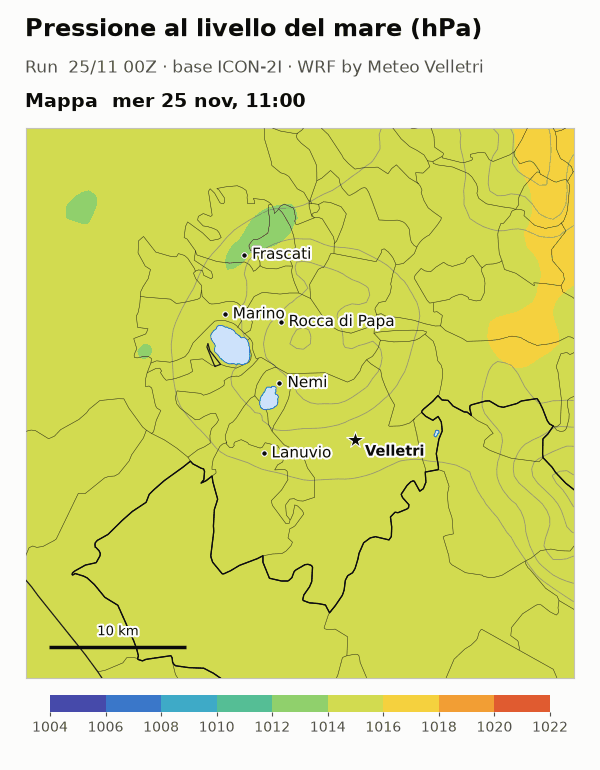 Pressione al livello del mare (hPa)
Run  25/11 00Z · base ICON-2I · WRF by Meteo Velletri
Mappa  mer 25 nov, 11:00
Frascati
Marino
Rocca di Papa
Nemi
Velletri
Lanuvio
10 km
1004 1006 1008 1010 1012 1014 1016 1018 1020 1022